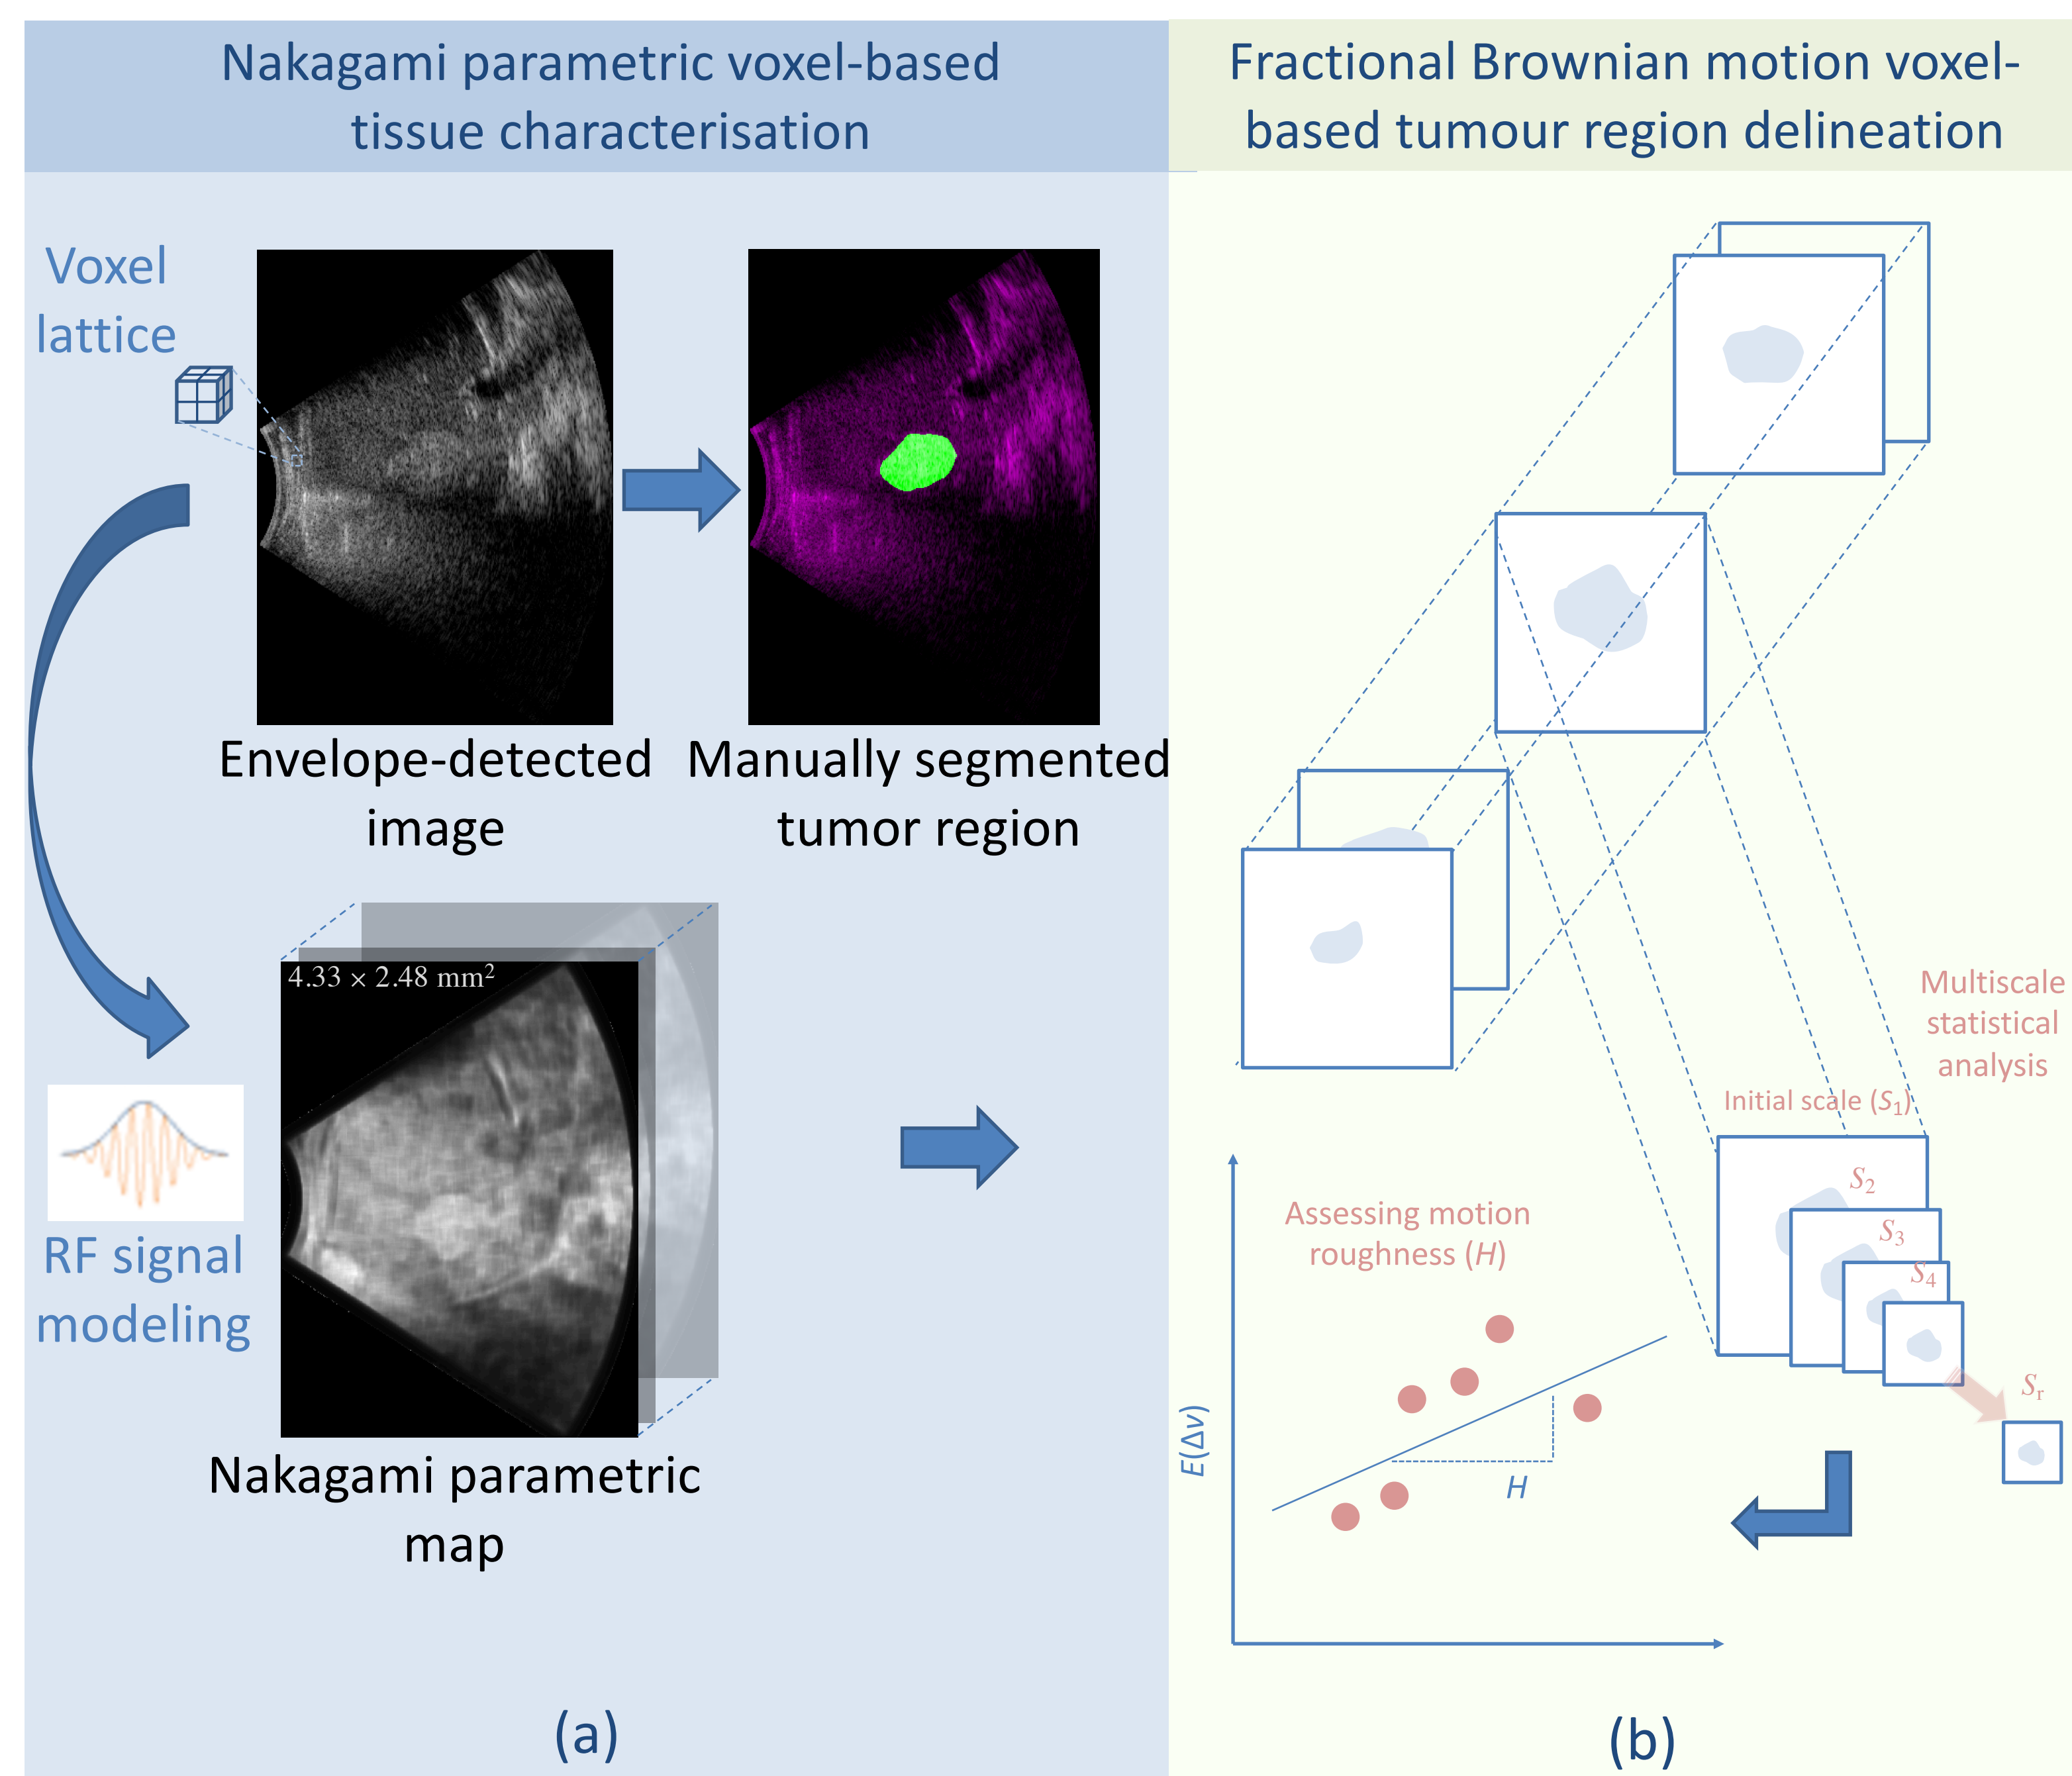 Nakagami parametric voxel-based
tissue characterisation
Voxel
lattice
Envelope-detected
image
Manually segmented
tumor region
4.33 × 2.48 mm²
RF signal
modeling
Nakagami parametric
map
(a)
Fractional Brownian motion voxel-
based tumour region delineation
Multiscale
statistical
analysis
Initial scale (S₁)
S₂
S₃
S₄
Sᵣ
Assessing motion
roughness (H)
E(Δv)
H
(b)